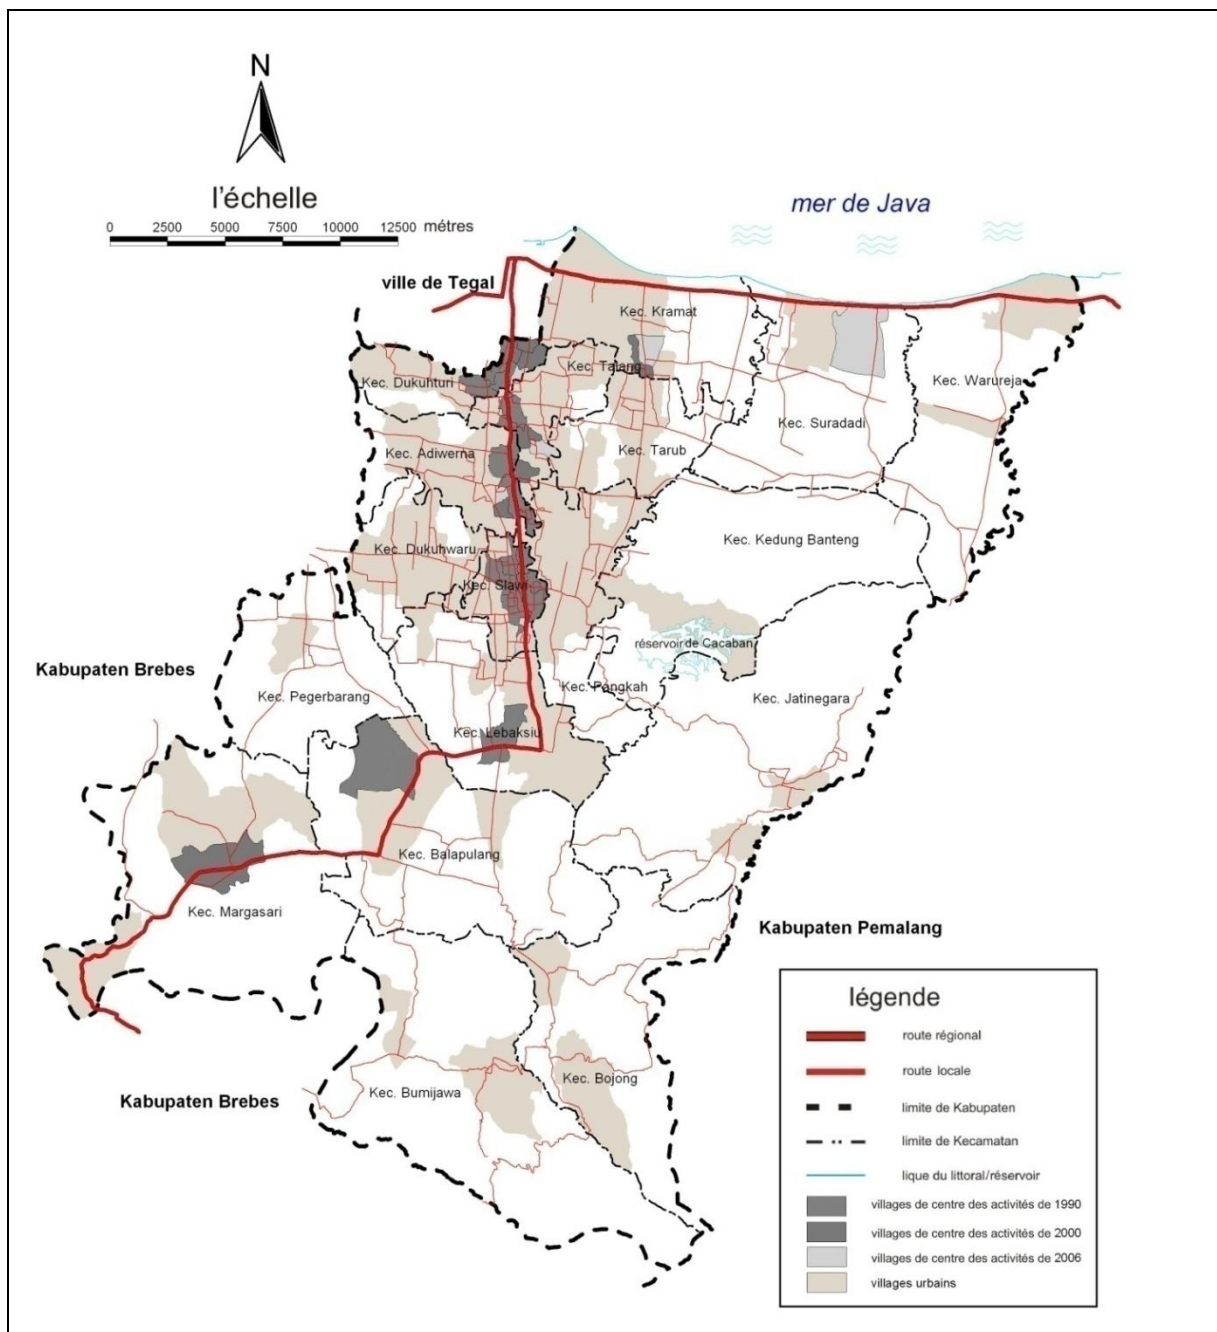 N
l'échelle
0 2500 5000 7500 10000 12500 métres
mer de Java
ville de Tegal
Kec. Kramat
Kec. Dukuhturi
Kec. Talang
Kec. Warureja
Kec. Suradadi
Kec. Adiwerna
Kec. Tarub
Kec. Kedung Banteng
Kec. Dukuhwaru
Kec. Slawi
réservoir de Cacaban
Kabupaten Brebes
Kec. Pegerbarang
Kec. Pangkah
Kec. Jatinegara
Kec. Lebaksiu
Kec. Balapulang
Kec. Margasari
Kabupaten Pemalang
Kec. Bumijawa
Kec. Bojong
Kabupaten Brebes
légende
route régional
route locale
limite de Kabupaten
limite de Kecamatan
lique du littoral/réservoir
villages de centre des activités de 1990
villages de centre des activités de 2000
villages de centre des activités de 2006
villages urbains